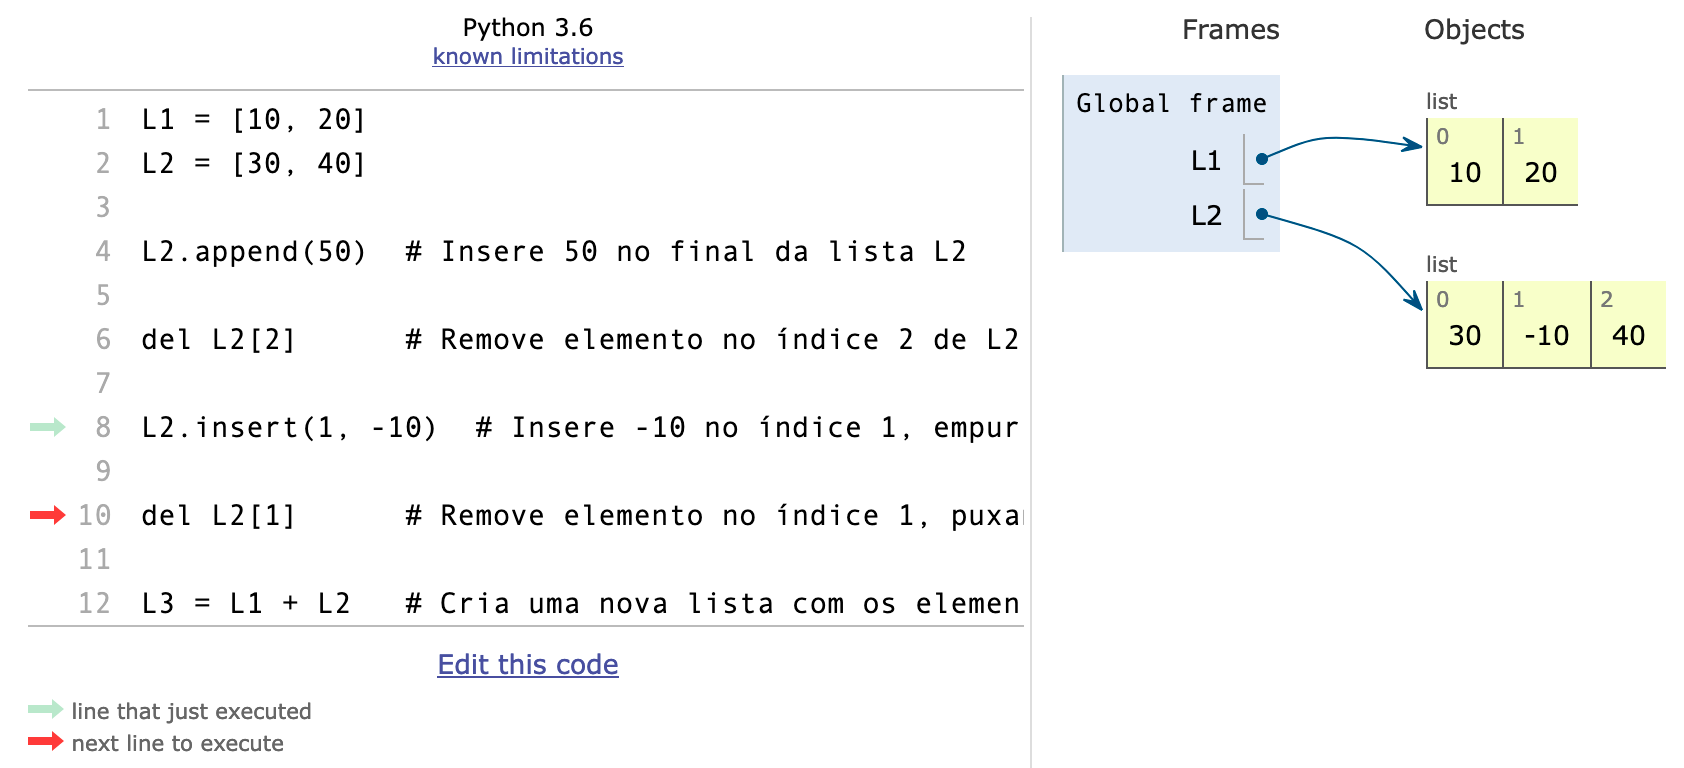 Python 3.6
known limitations
1 L1 = [10, 20]
2 L2 = [30, 40]
3
4 L2.append(50)  # Insere 50 no final da lista L2
5
6 del L2[2]      # Remove elemento no índice 2 de L2
7
8 L2.insert(1, -10)  # Insere -10 no índice 1, empur
9
10 del L2[1]      # Remove elemento no índice 1, puxa
11
12 L3 = L1 + L2   # Cria uma nova lista com os elemen
Edit this code
line that just executed
next line to execute
Frames
Objects
Global frame
L1
L2
list
0 1
10 20
list
0 1 2
30 -10 40